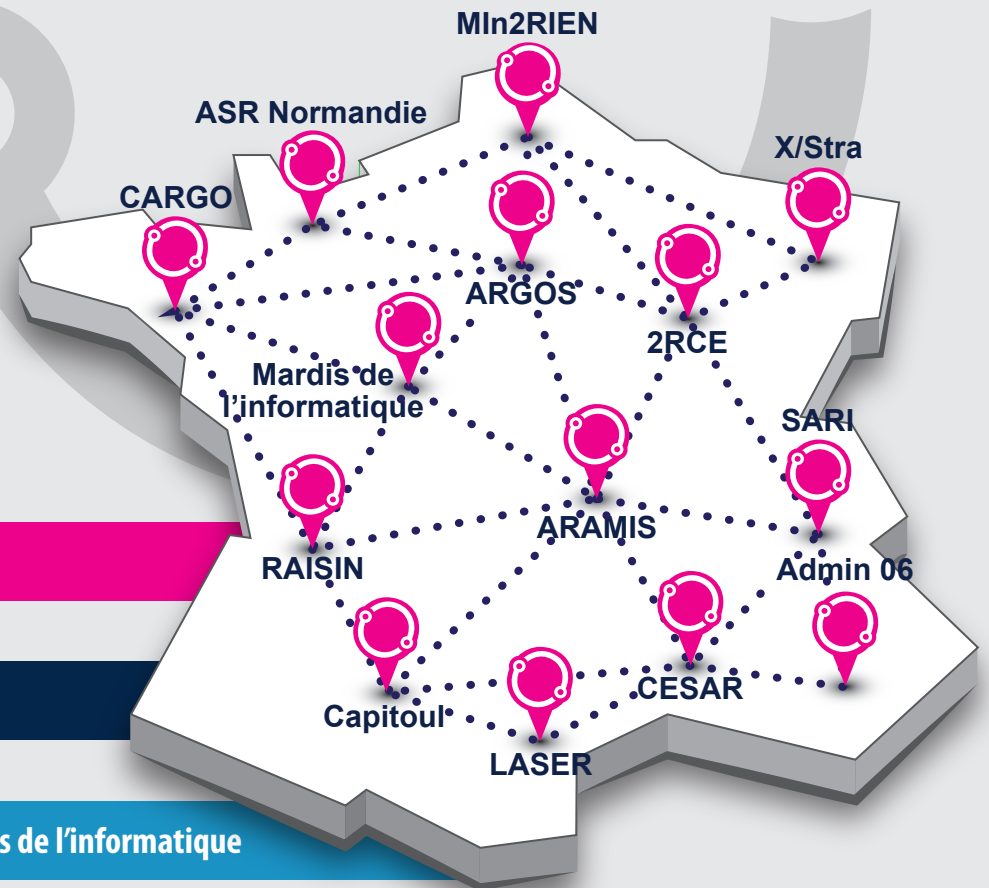 MIn2RIEN
ASR Normandie
X/Stra
CARGO
ARGOS
2RCE
Mardis de
l'informatique
SARI
ARAMIS
RAISIN
Admin 06
CESAR
Capitoul
LASER
s de l'informatique